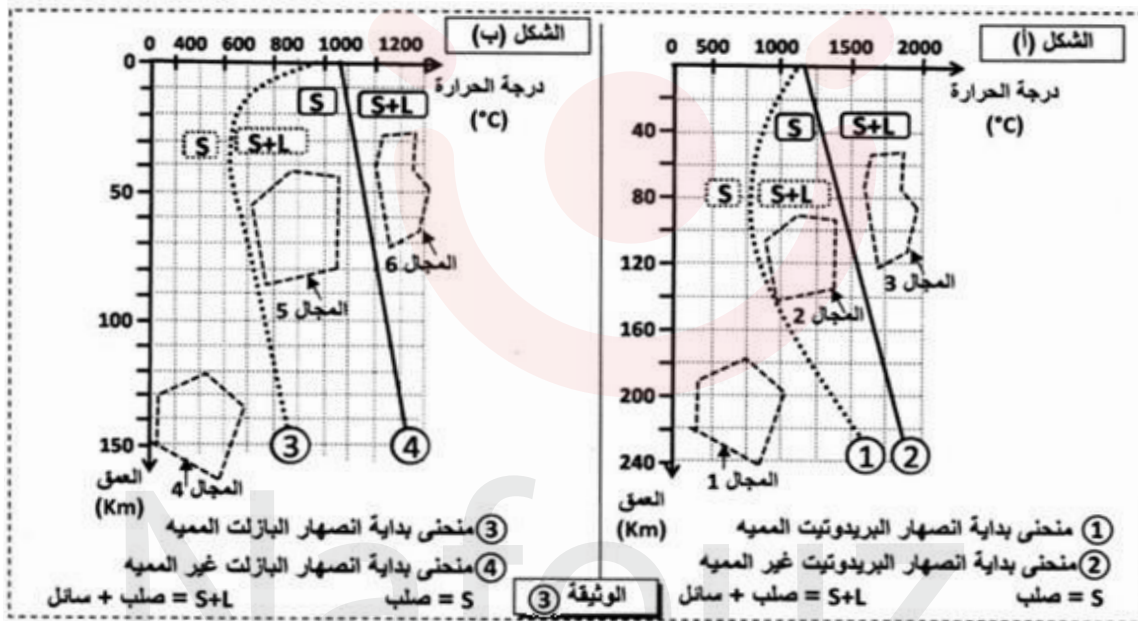 الشكل (أ)
0 500 1000 1500 2000
درجة الحرارة
(°C)
S S+L
40
S S+L
80
120
المجال 3
المجال 2
160
200
240
المجال 1
العمق
(Km)
① منحنى بداية انصهار البريدوتيت المميه
② منحنى بداية انصهار البريدوتيت غير المميه
S = صلب S+L = صلب + سائل
الشكل (ب)
0 400 600 800 1000 1200
0
درجة الحرارة
(°C)
S S+L
S S+L
50
المجال 6
المجال 5
100
150
③ ④
المجال 4
العمق
(Km)
① ②
③ منحنى بداية انصهار البازلت المميه
④ منحنى بداية انصهار البازلت غير المميه
S = صلب S+L = صلب + سائل
الوثيقة ③
Nafouz